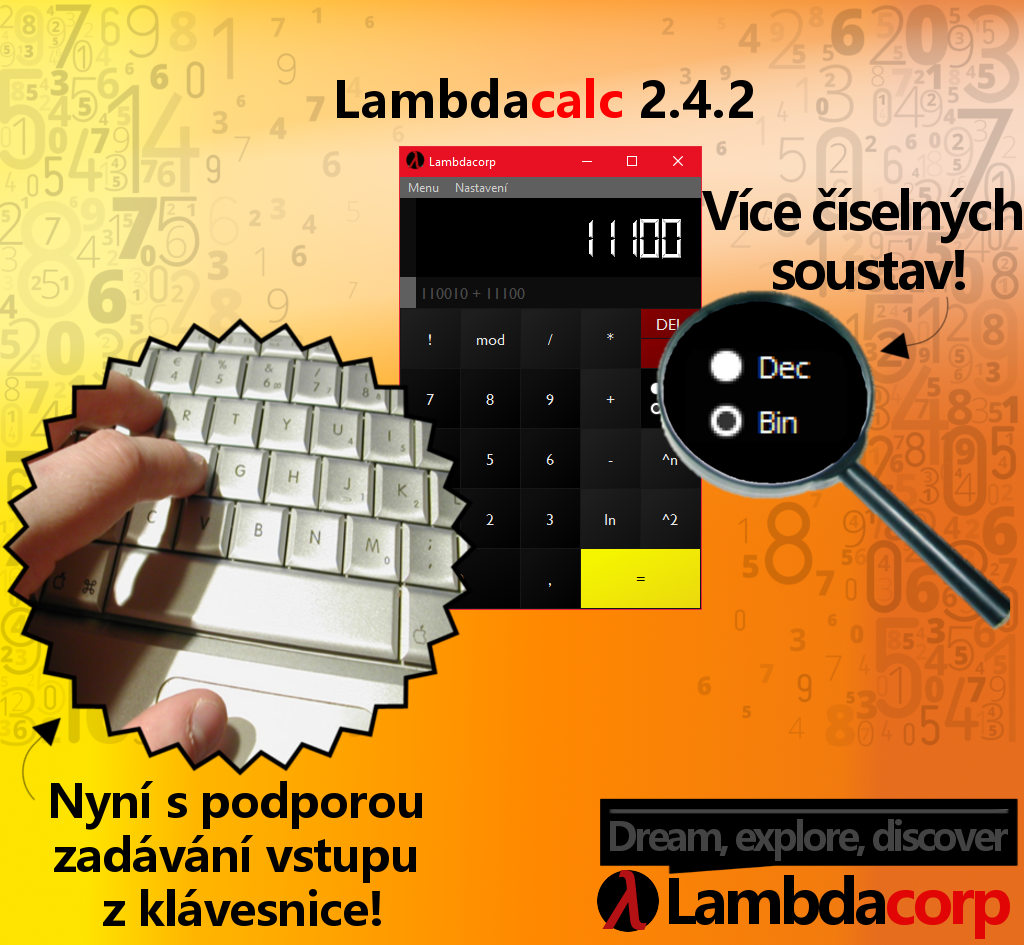 Lambdacalc 2.4.2
Lambdacorp
Menu Nastavení
11100
110010 + 11100
! mod / * DEL
7 8 9 +
5 6 - ^n
2 3 ln ^2
, =
Více číselných
soustav!
Dec
Bin
R T Y U I
G H J K L
C V B N M
Nyní s podporou
zadávání vstupu
z klávesnice!
Dream, explore, discover
Lambdacorp